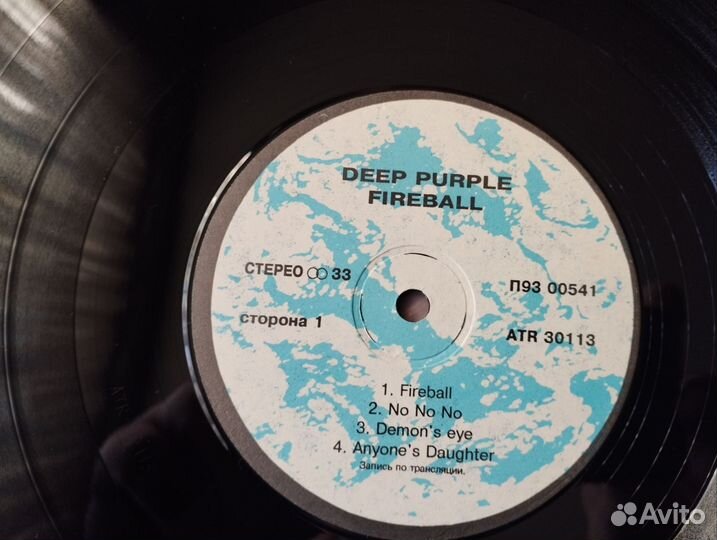 DEEP PURPLE
FIREBALL
СТЕРЕО 33
П93 00541
сторона 1
ATR 30113
1. Fireball
2. No No No
3. Demon's eye
4. Anyone's Daughter
Запись по трансляции.
Avito